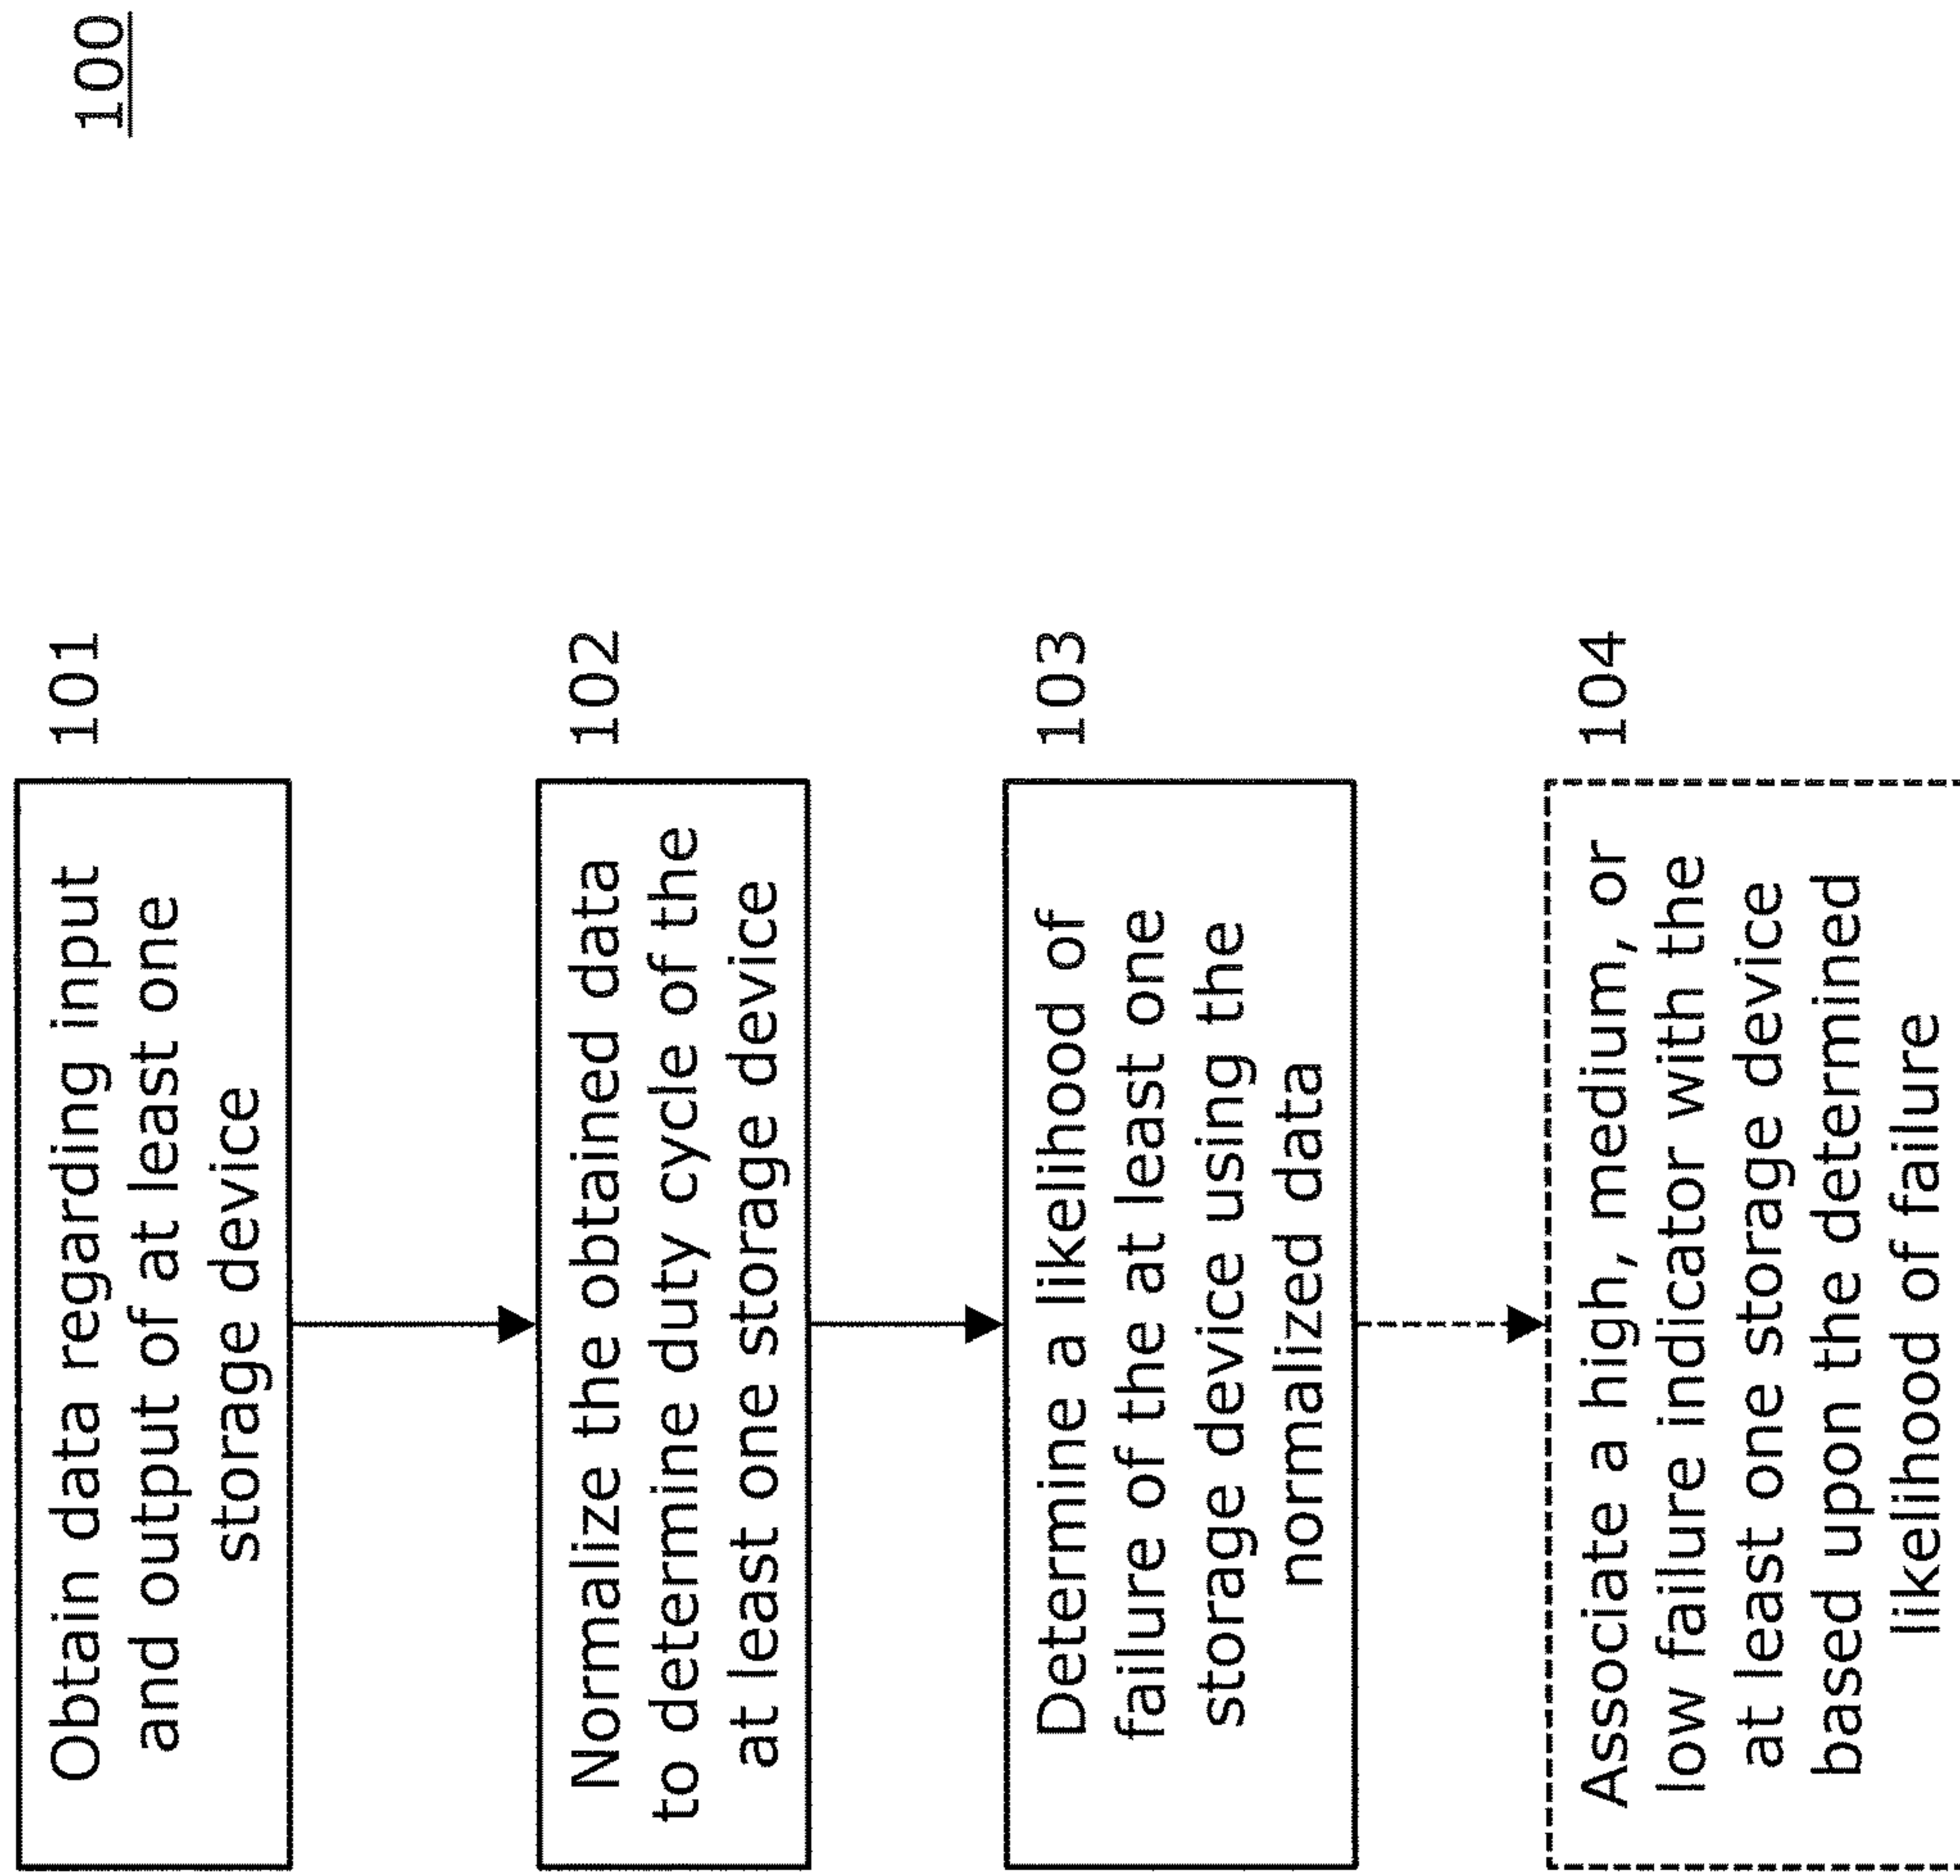 100
101
Obtain data regarding input
and output of at least one
storage device
102
Normalize the obtained data
to determine duty cycle of the
at least one storage device
103
Determine a likelihood of
failure of the at least one
storage device using the
normalized data
104
Associate a high, medium, or
low failure indicator with the
at least one storage device
based upon the determined
likelihood of failure